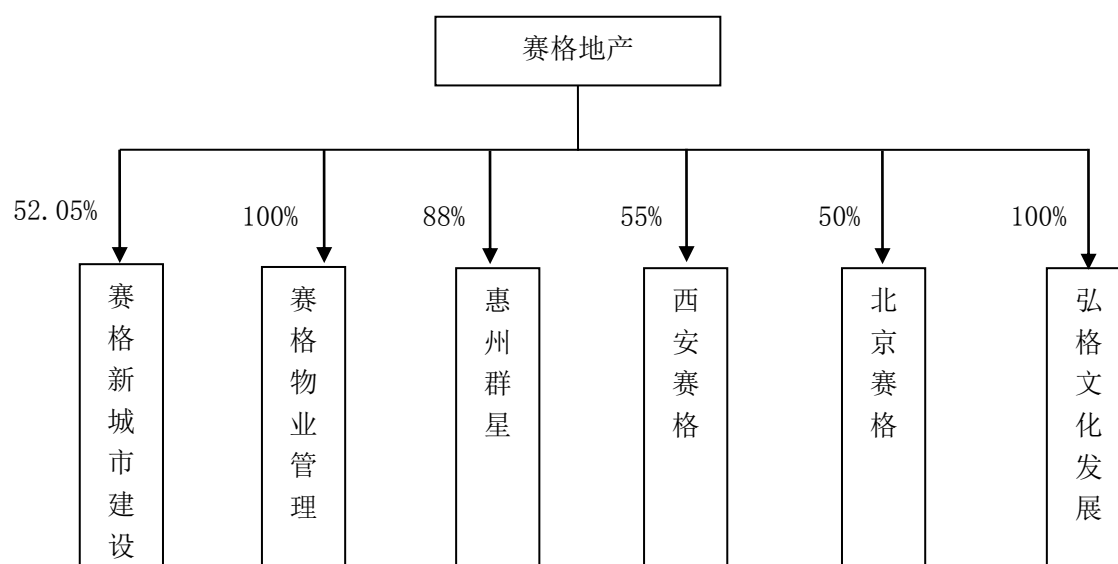 赛格地产
52.05%
100%
88%
55%
50%
100%
赛格新城市建设
赛格物业管理
惠州群星
西安赛格
北京赛格
弘格文化发展